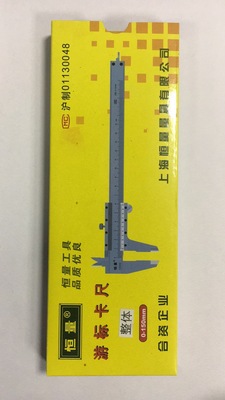 上海恒量量具有限公司
合资企业
0-150mm
整体
游标卡尺
恒量®
恒量工具
品质优良
MC 沪制01130048